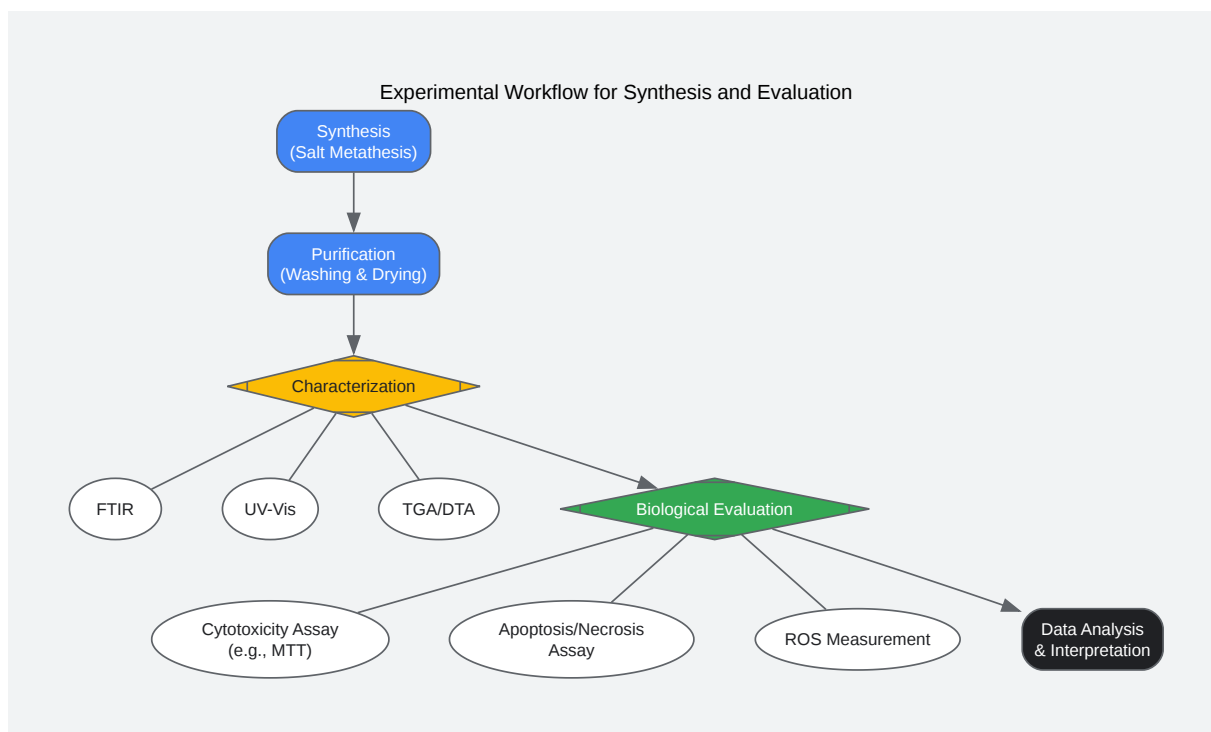 Experimental Workflow for Synthesis and Evaluation
Synthesis
(Salt Metathesis)
Purification
(Washing & Drying)
Characterization
FTIR
UV-Vis
TGA/DTA
Biological Evaluation
Cytotoxicity Assay
(e.g., MTT)
Apoptosis/Necrosis
Assay
ROS Measurement
Data Analysis
& Interpretation